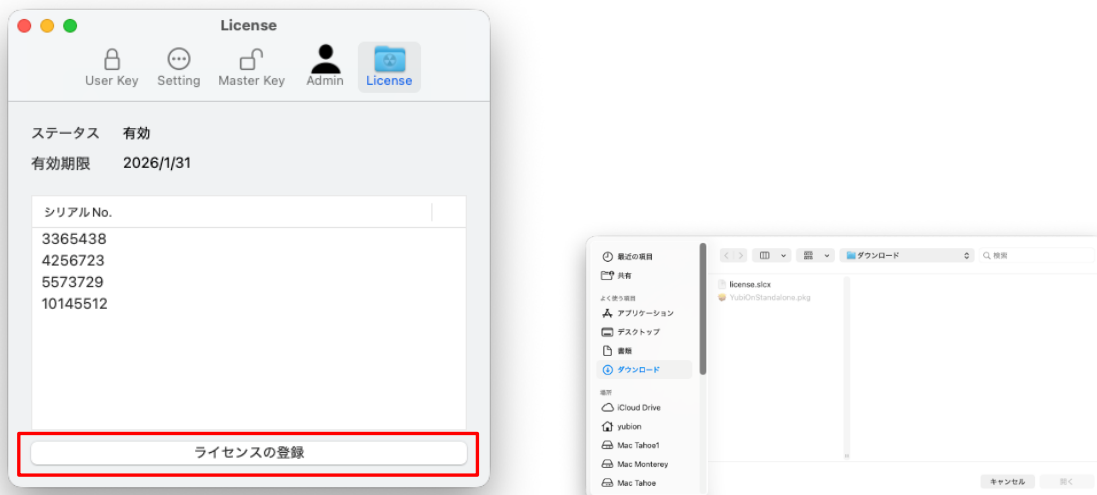 License
User Key Setting Master Key Admin License
ステータス 有効
有効期限 2026/1/31
シリアルNo.
3365438
4256723
5573729
10145512
ライセンスの登録
最近の項目
共有
よく使う項目
アプリケーション
デスクトップ
書類
ダウンロード
場所
iCloud Drive
yubion
Mac Tahoe1
Mac Monterey
Mac Tahoe
ダウンロード
検索
license.slcx
YubiOnStandalone.pkg
キャンセル 開く